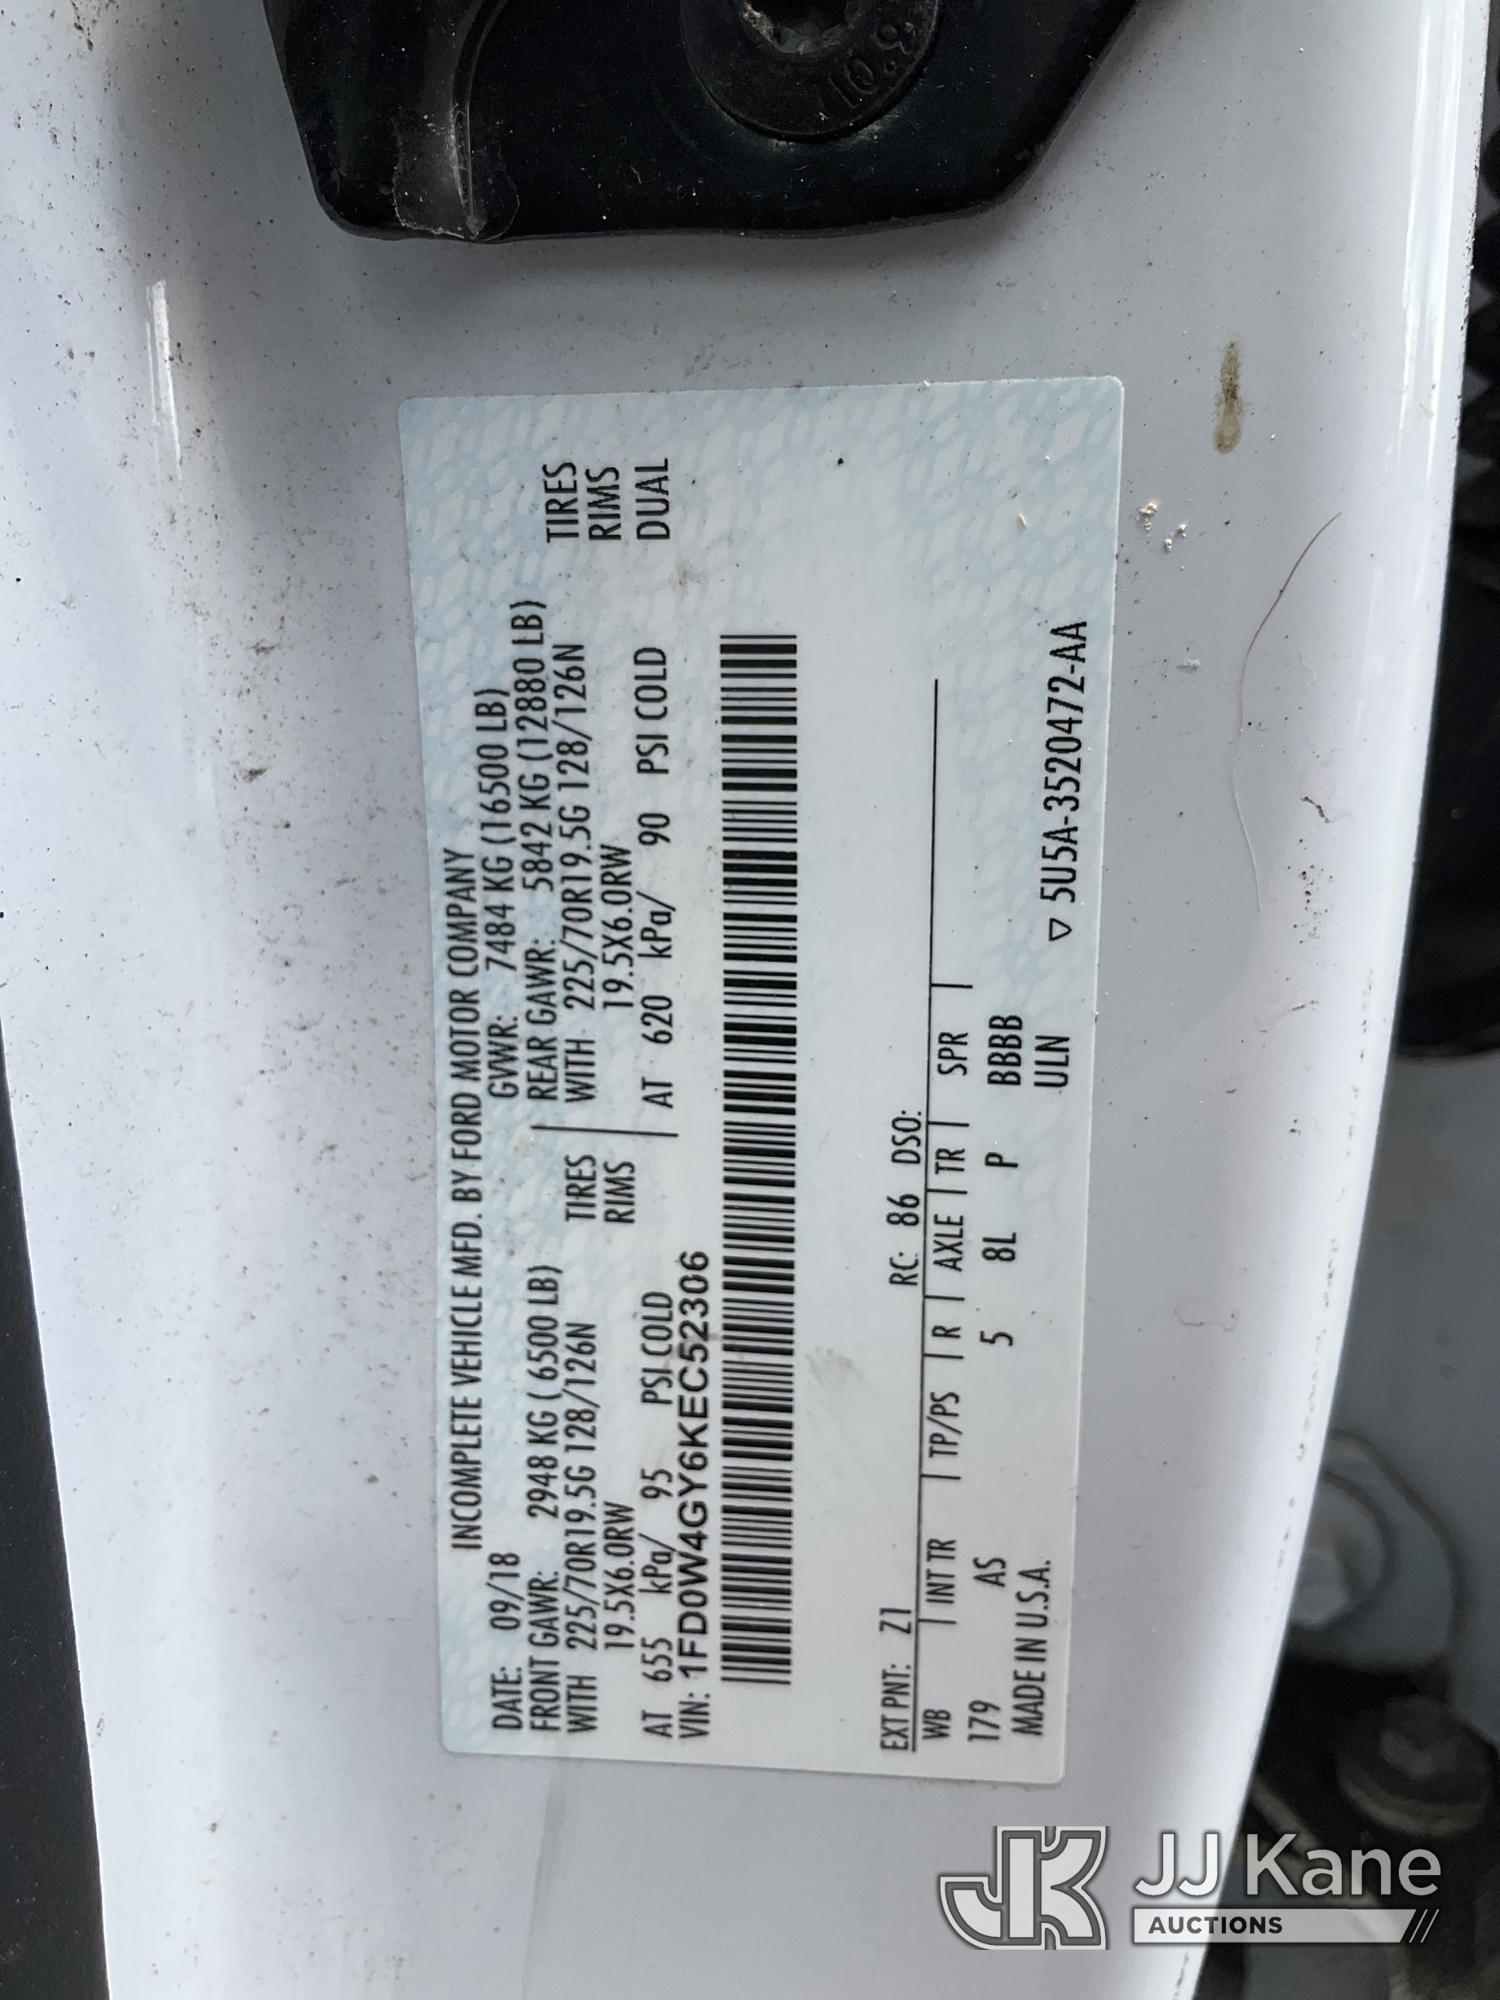 10.8
INCOMPLETE VEHICLE MFD. BY FORD MOTOR COMPANY
DATE: 09/18 GVWR: 7484 KG (16500 LB)
FRONT GAWR: 2948 KG ( 6500 LB) REAR GAWR: 5842 KG (12880 LB)
WITH 225/70R19.5G 128/126N TIRES WITH 225/70R19.5G 128/126N TIRES
19.5X6.0RW RIMS 19.5X6.0RW RIMS
AT 655 kPa/ 95 PSI COLD AT 620 kPa/ 90 PSI COLD DUAL
VIN: 1FD0W4GY6KEC52306
EXT PNT: Z1 RC: 86 DSO:
WB INT TR TP/PS R AXLE TR SPR
179 AS 5 8L P BBBB
MADE IN U.S.A. ULN ▽ 5U5A-3520472-AA
JK JJ Kane
AUCTIONS